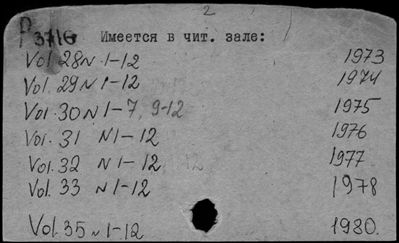 2
P 3716
Имеется в чит. зале:
Vol. 28 N 1-12 1973
Vol. 29 N 1-12 1974
Vol. 30 N 1-7, 9-12 1975
Vol. 31 N 1-12 1976
Vol. 32 N 1-12 1977
Vol. 33 N 1-12 1978
Vol. 35 N 1-12 1980.